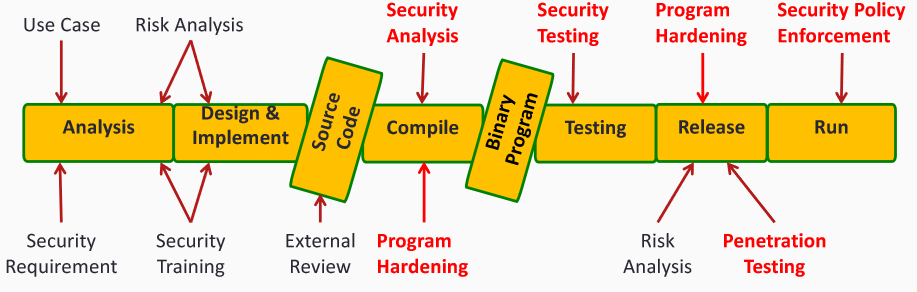 Use Case
Risk Analysis
Security
Analysis
Security
Testing
Program
Hardening
Security Policy
Enforcement
Analysis
Design &
Implement
Source
Code
Compile
Binary
Program
Testing
Release
Run
Security
Requirement
Security
Training
External
Review
Program
Hardening
Risk
Analysis
Penetration
Testing